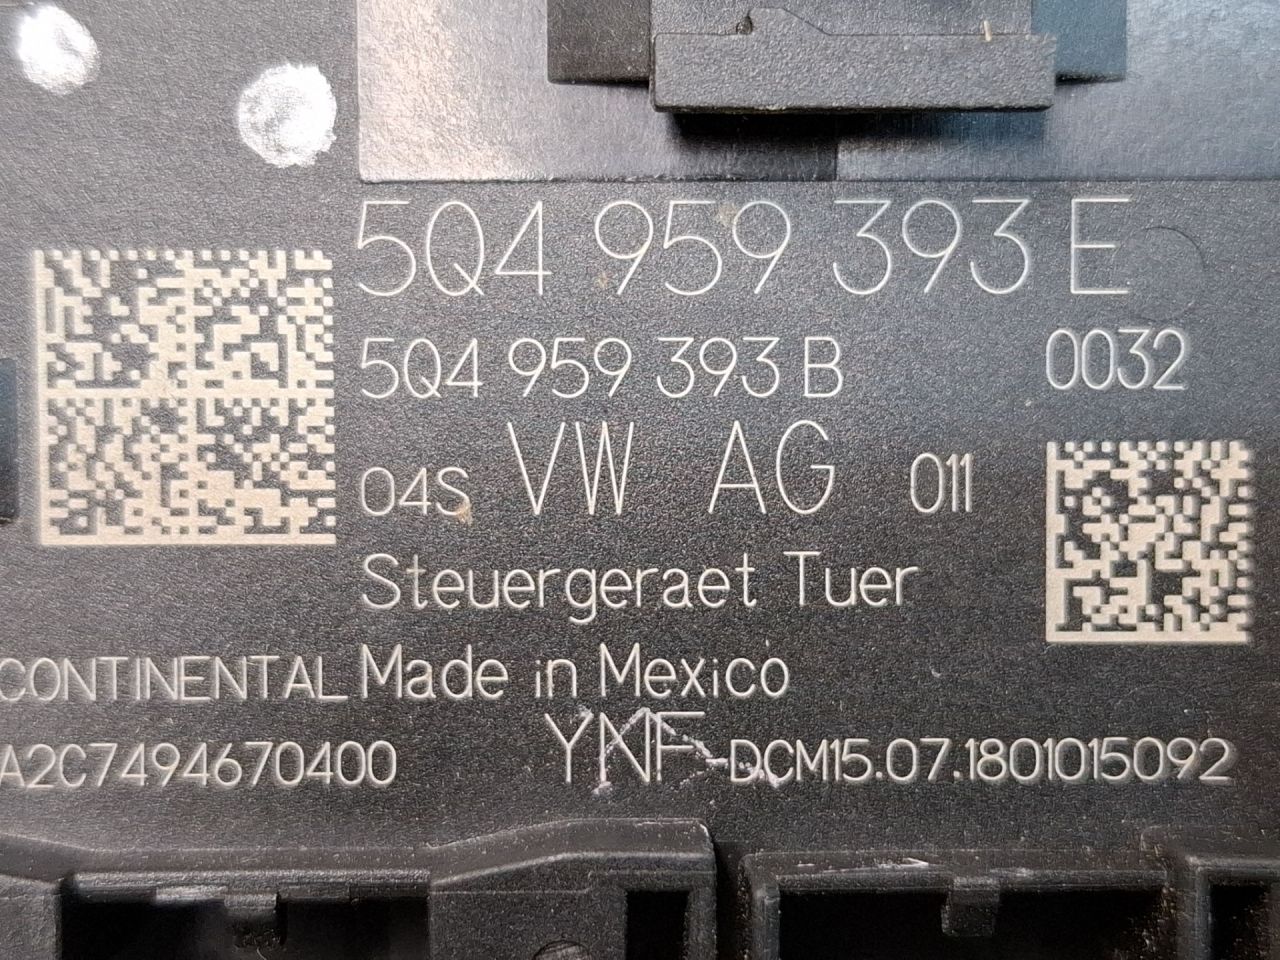 5Q4 959 393 E
5Q4 959 393 B 0032
04S VW AG 011
Steuergeraet Tuer
CONTINENTAL Made in Mexico
A2C7494670400 YNF DCM15.07.1801015092